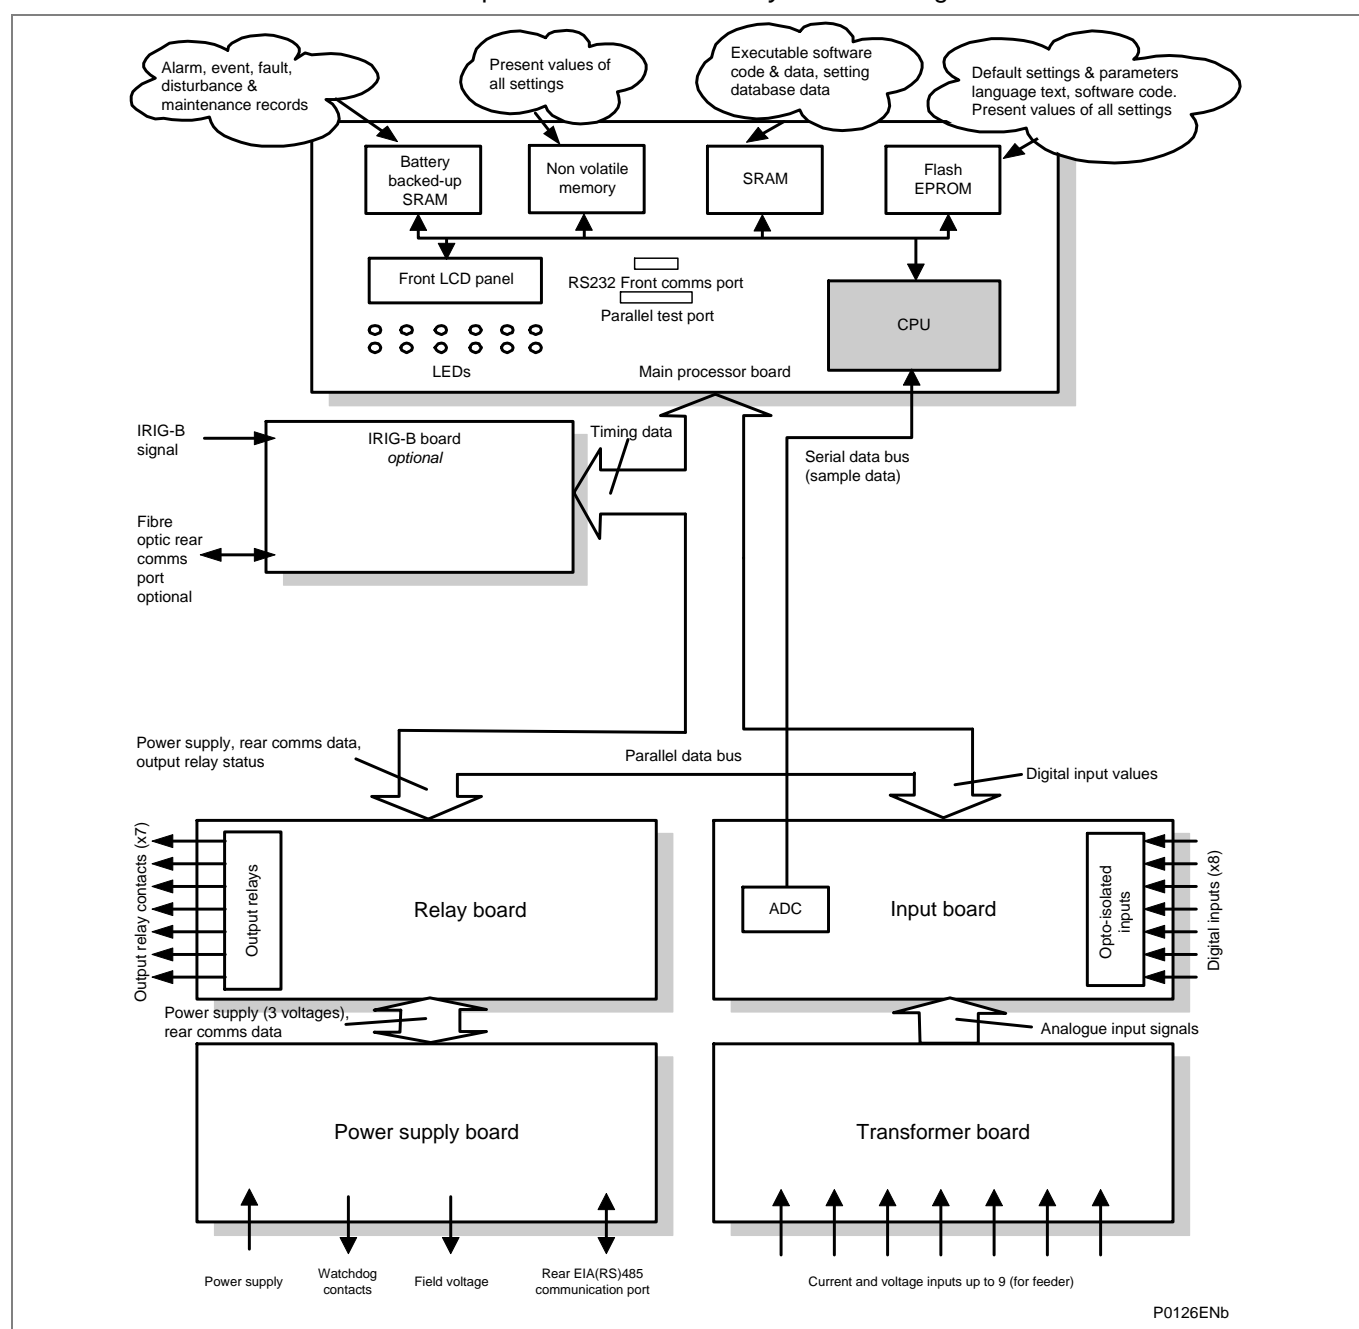 Alarm, event, fault,
disturbance &
maintenance records
Present values of
all settings
Executable software
code & data, setting
database data
Default settings & parameters
language text, software code.
Present values of all settings
Battery
backed-up
SRAM
Non volatile
memory
SRAM
Flash
EPROM
Front LCD panel
RS232 Front comms port
Parallel test port
CPU
LEDs
Main processor board
IRIG-B
signal
IRIG-B board
optional
Timing data
Serial data bus
(sample data)
Fibre
optic rear
comms
port
optional
Power supply, rear comms data,
output relay status
Parallel data bus
Digital input values
Output relay contacts (x7)
Output relays
Relay board
ADC
Input board
Opto-isolated
inputs
Digital inputs (x8)
Power supply (3 voltages),
rear comms data
Analogue input signals
Power supply board
Transformer board
Power supply
Watchdog
contacts
Field voltage
Rear EIA(RS)485
communication port
Current and voltage inputs up to 9 (for feeder)
P0126ENb